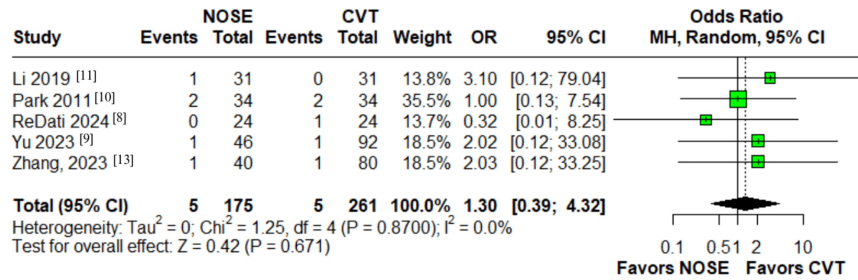 NOSE CVT Odds Ratio
Study Events Total Events Total Weight OR 95% CI MH, Random, 95% CI
Li 2019 [11] 1 31 0 31 13.8% 3.10 [0.12; 79.04]
Park 2011 [10] 2 34 2 34 35.5% 1.00 [0.13; 7.54]
ReDati 2024 [8] 0 24 1 24 13.7% 0.32 [0.01; 8.25]
Yu 2023 [9] 1 46 1 92 18.5% 2.02 [0.12; 33.08]
Zhang, 2023 [13] 1 40 1 80 18.5% 2.03 [0.12; 33.25]
Total (95% CI) 5 175 5 261 100.0% 1.30 [0.39; 4.32]
Heterogeneity: Tau² = 0; Chi² = 1.25, df = 4 (P = 0.8700); I² = 0.0%
Test for overall effect: Z = 0.42 (P = 0.671)
0.1 0.5 1 2 10
Favors NOSE Favors CVT